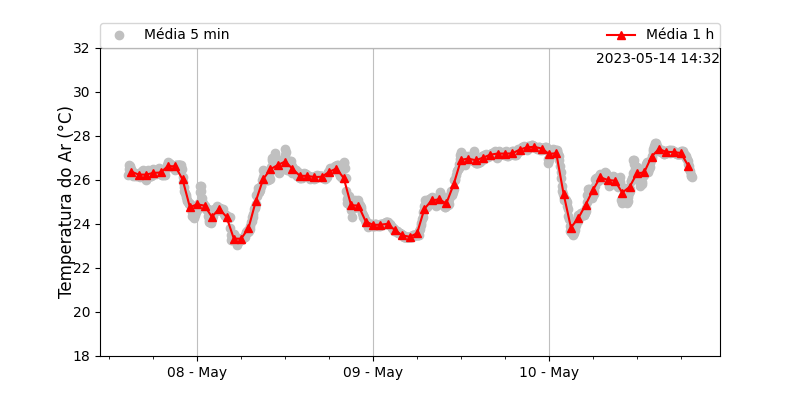 Média 5 min
Média 1 h
2023-05-14 14:32
Temperatura do Ar (°C)
32
30
28
26
24
22
20
18
08 - May
09 - May
10 - May